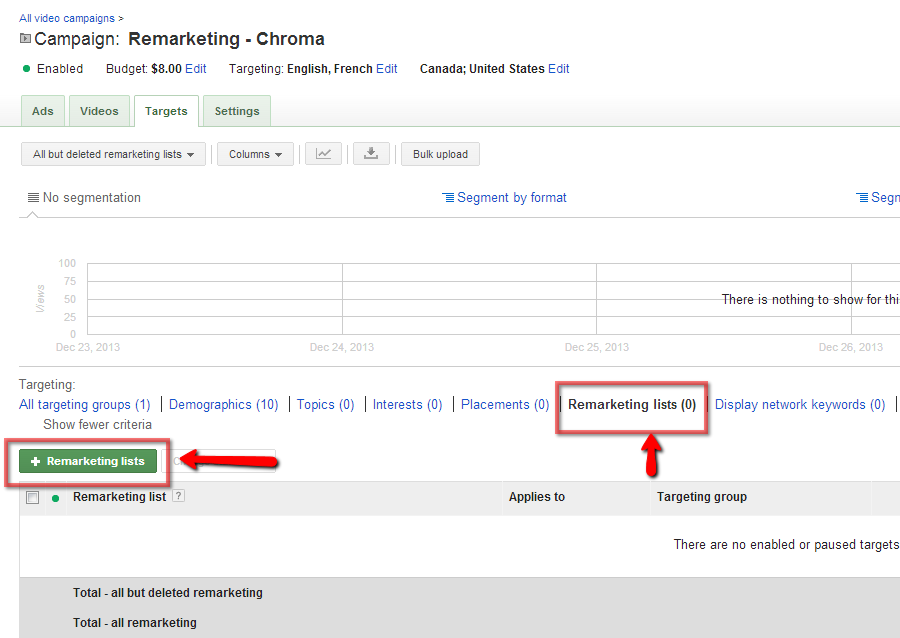 All video campaigns >
Campaign: Remarketing - Chroma
Enabled Budget: $8.00 Edit Targeting: English, French Edit Canada; United States Edit
Ads Videos Targets Settings
All but deleted remarketing lists Columns Bulk upload
No segmentation Segment by format Segn
100
75
50
25
0
Views
There is nothing to show for thi
Dec 23, 2013 Dec 24, 2013 Dec 25, 2013 Dec 26, 2013
Targeting:
All targeting groups (1) Demographics (10) Topics (0) Interests (0) Placements (0) Remarketing lists (0) Display network keywords (0)
Show fewer criteria
+ Remarketing lists
Remarketing list ? Applies to Targeting group
There are no enabled or paused targets
Total - all but deleted remarketing
Total - all remarketing